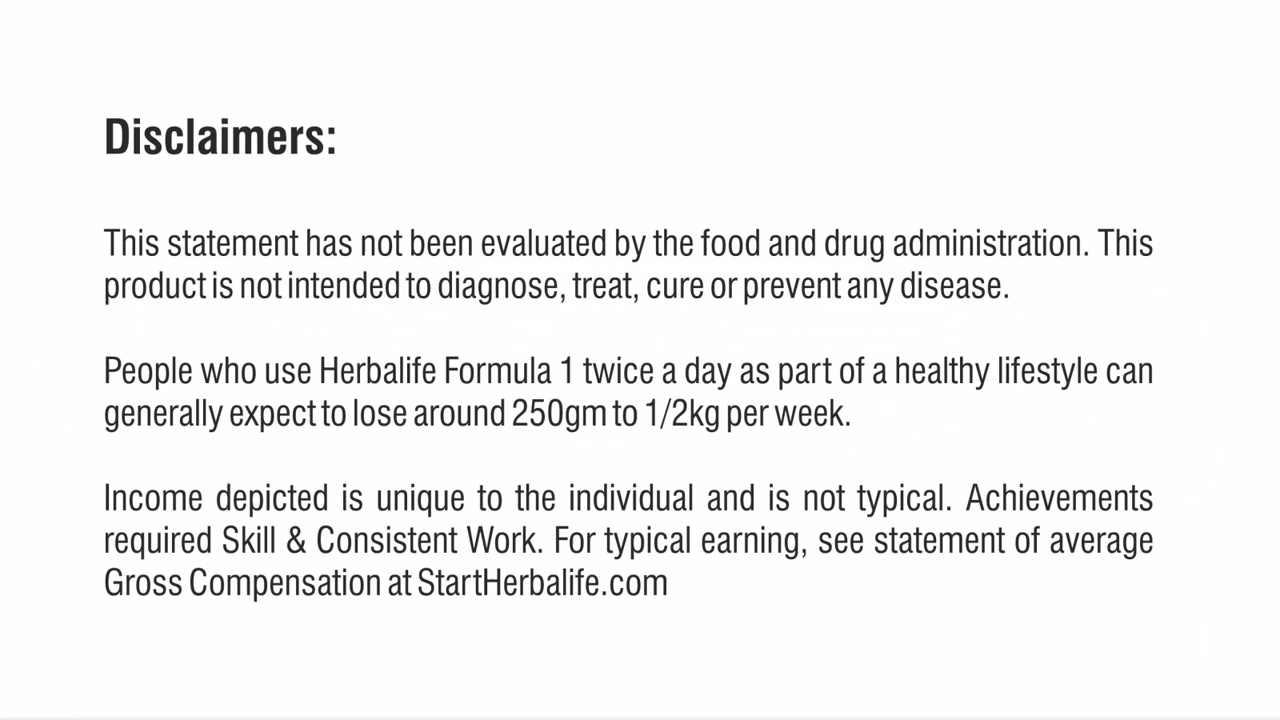 Disclaimers:
This statement has not been evaluated by the food and drug administration. This
product is not intended to diagnose, treat, cure or prevent any disease.
People who use Herbalife Formula 1 twice a day as part of a healthy lifestyle can
generally expect to lose around 250gm to 1/2kg per week.
Income depicted is unique to the individual and is not typical. Achievements
required Skill & Consistent Work. For typical earning, see statement of average
Gross Compensation at StartHerbalife.com